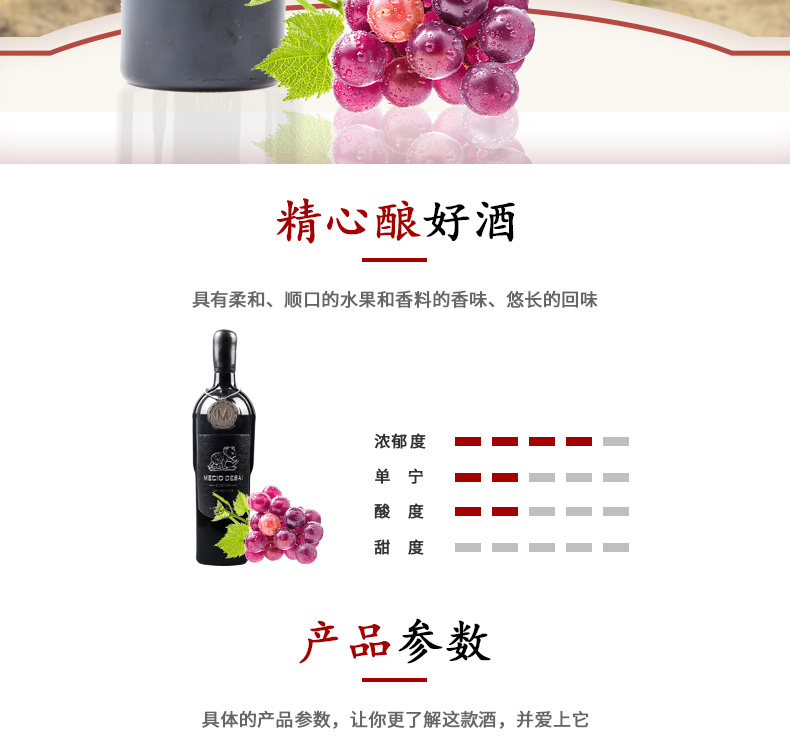 精心酿好酒
具有柔和、顺口的水果和香料的香味、悠长的回味
M
MECIO DESAI
浓郁度
单 宁
酸 度
甜 度
产品参数
具体的产品参数，让你更了解这款酒，并爱上它